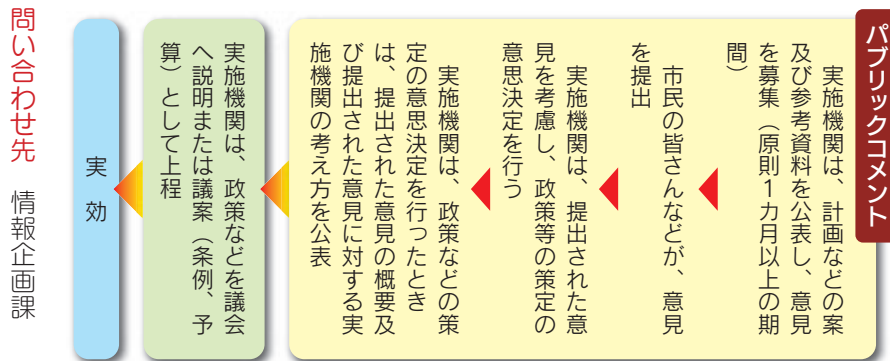 パブリックコメント
実施機関は、計画などの案
及び参考資料を公表し、意見
を募集（原則１カ月以上の期
間）
市民の皆さんなどが、意見
を提出
実施機関は、提出された意
見を考慮し、政策等の策定の
意思決定を行う
実施機関は、政策などの策
定の意思決定を行ったとき
は、提出された意見の概要及
び提出された意見に対する実
施機関の考え方を公表
実施機関は、政策などを議会
へ説明または議案（条例、予
算）として上程
実効
問い合わせ先　情報企画課